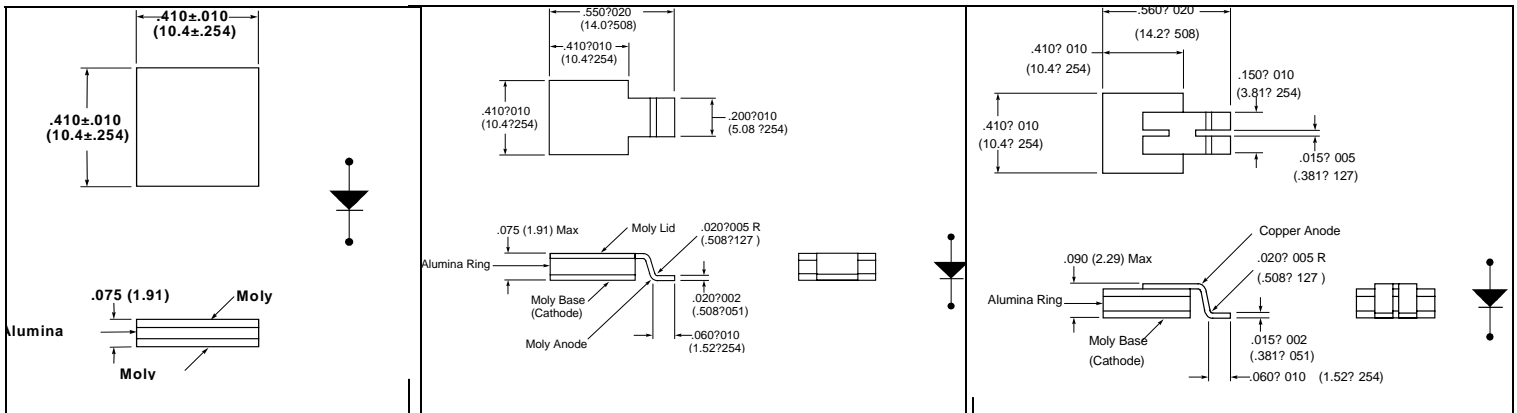 .410±.010
(10.4±.254)
.410±.010
(10.4±.254)
.075 (1.91)
Moly
Alumina
Moly
.550?020
(14.0?508)
.410?010
(10.4?254)
.410?010
(10.4?254)
.200?010
(5.08 ?254)
.075 (1.91) Max
Moly Lid
.020?005 R
(.508?127 )
Alumina Ring
Moly Base
(Cathode)
.020?002
(.508?051)
Moly Anode
.060?010
(1.52?254)
.560? 020
(14.2? 508)
.410? 010
(10.4? 254)
.150? 010
(3.81? 254)
.410? 010
(10.4? 254)
.015? 005
(.381? 127)
Copper Anode
.090 (2.29) Max
.020? 005 R
(.508? 127 )
Alumina Ring
Moly Base
(Cathode)
.015? 002
(.381? 051)
.060? 010 (1.52? 254)